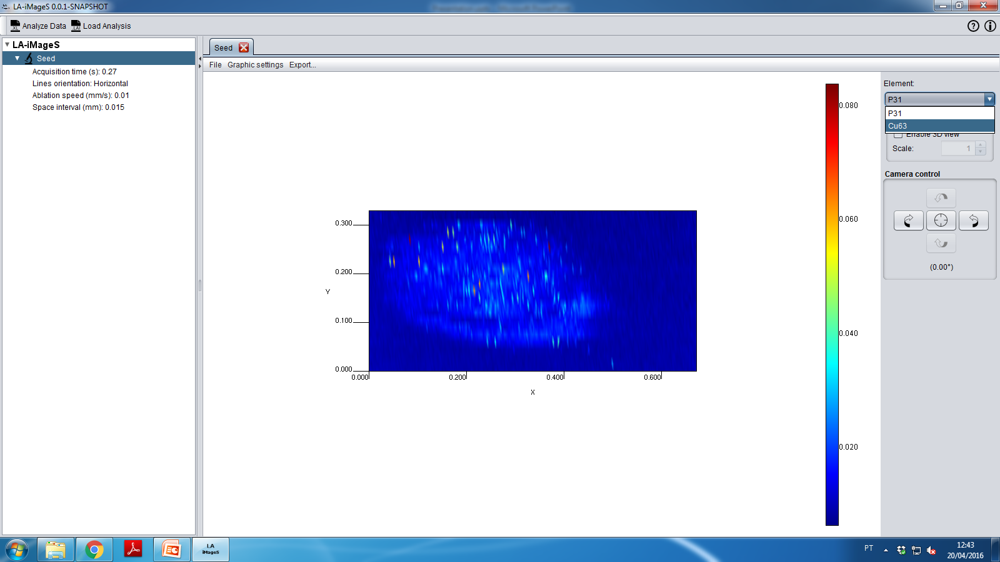 LA-iMageS 0.0.1-SNAPSHOT
Analyze Data Load Analysis
LA-iMageS
Seed
Acquisition time (s): 0.27
Lines orientation: Horizontal
Ablation speed (mm/s): 0.01
Space interval (mm): 0.015
Seed
File Graphic settings Export...
0.300
0.200
Y
0.100
0.000
0.000 0.200 0.400 0.600
X
0.080
0.060
0.040
0.020
Element:
P31
P31
Cu63
Enable 3D view
Scale: 1
Camera control
(0.00°)
LA
iMageS
PT
12:43
20/04/2016